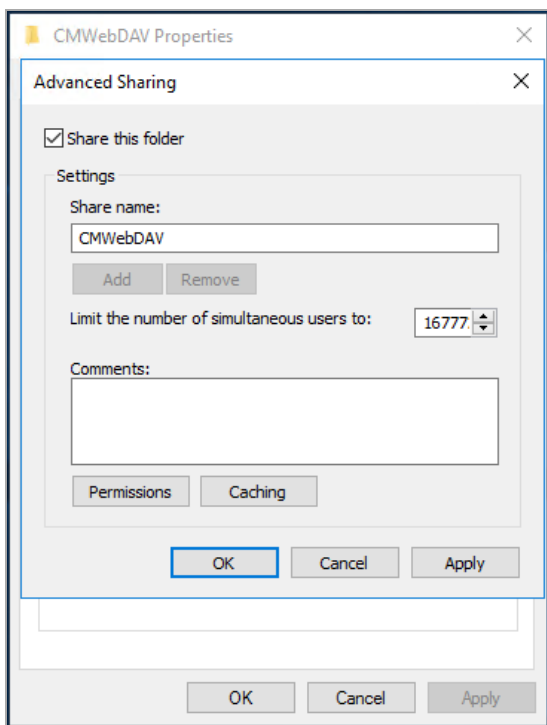 CMWebDAV Properties
Advanced Sharing
Share this folder
Settings
Share name:
CMWebDAV
Add Remove
Limit the number of simultaneous users to: 16777
Comments:
Permissions Caching
OK Cancel Apply
OK Cancel Apply